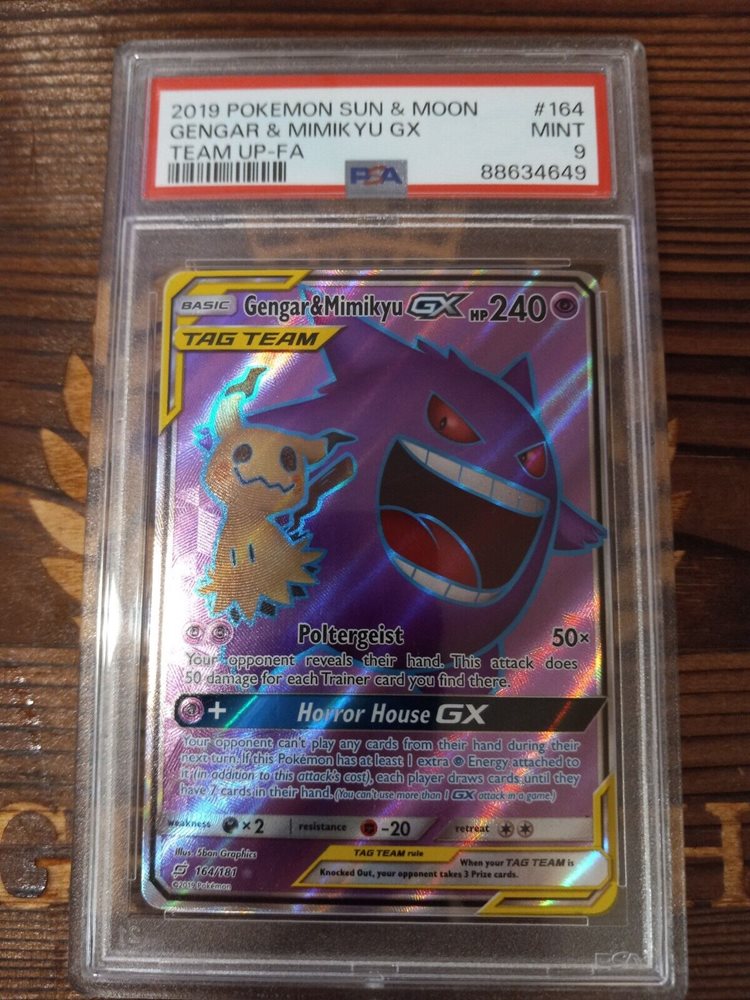 2019 POKEMON SUN & MOON #164
GENGAR & MIMIKYU GX MINT
TEAM UP-FA 9
PSA 88634649
BASIC Gengar&Mimikyu GX HP240
TAG TEAM
Poltergeist 50×
Your opponent reveals their hand. This attack does
50 damage for each Trainer card you find there.
+ Horror House GX
Your opponent can't play any cards from their hand during their
next turn. If this Pokémon has at least 1 extra Energy attached to
it (in addition to this attack's cost), each player draws cards until they
have 7 cards in their hand. (You can't use more than 1 GX attack in a game.)
weakness ×2 resistance -20 retreat
Illus. 5ban Graphics
164/181
©2019 Pokémon
TAG TEAM rule
When your TAG TEAM is
Knocked Out, your opponent takes 3 Prize cards.
PSA
G H